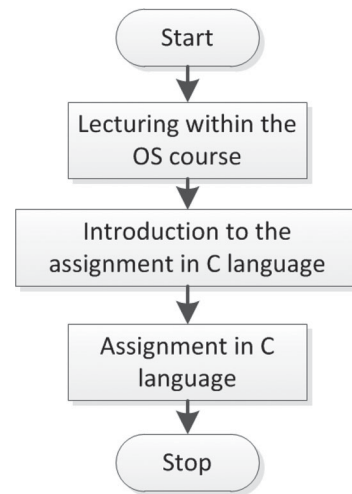 Start
Lecturing within the
OS course
Introduction to the
assignment in C language
Assignment in C
language
Stop